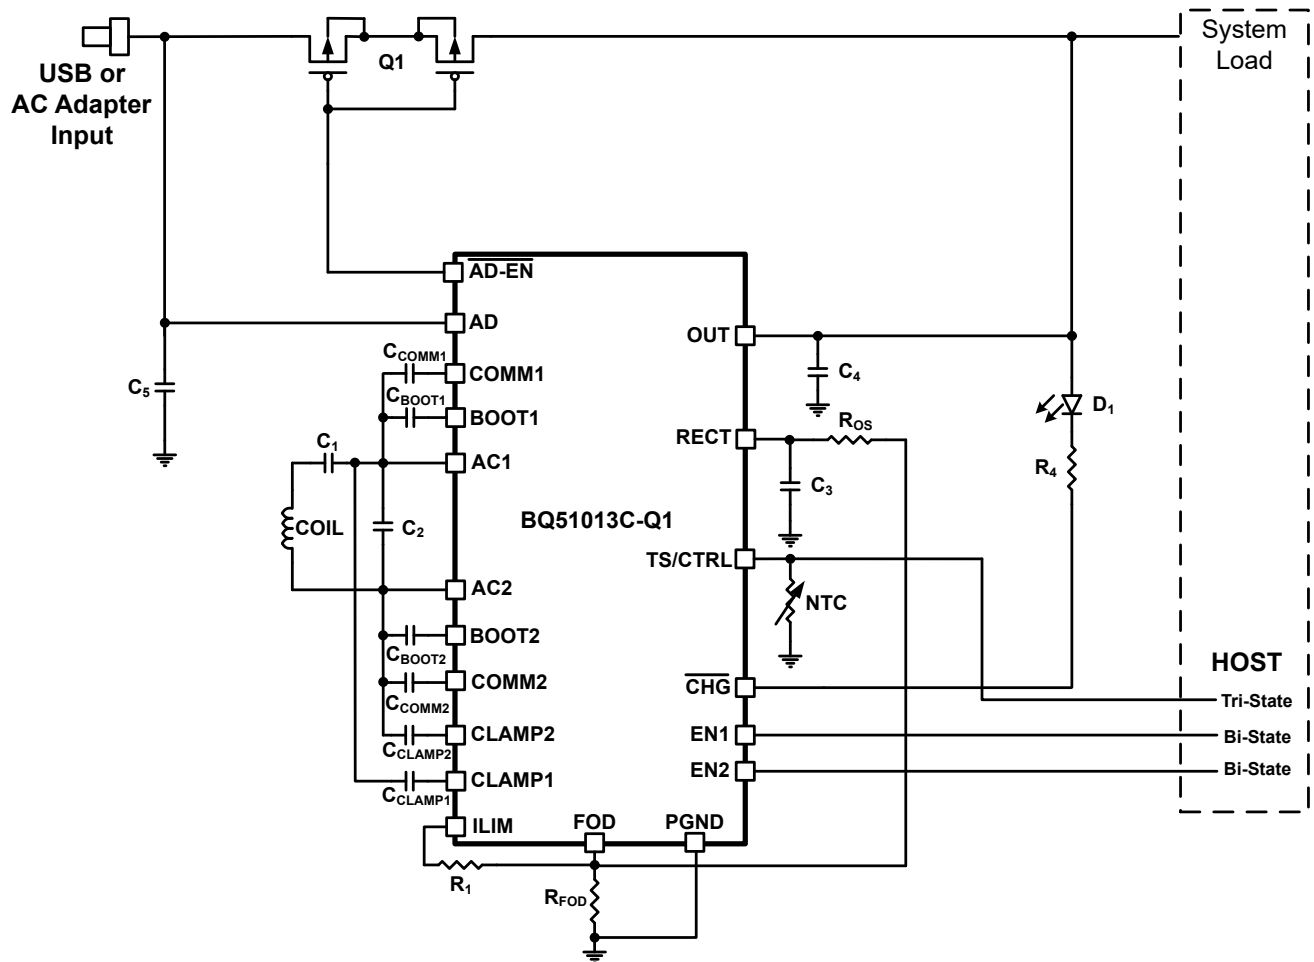 System
Load
Q1
USB or
AC Adapter
Input
AD-EN
AD
OUT
C4
CCOMM1
COMM1
C5
CBOOT1
BOOT1
D1
RECT
ROS
C1
AC1
R4
C3
COIL
C2
BQ51013C-Q1
TS/CTRL
AC2
NTC
BOOT2
CBOOT2
HOST
COMM2
CHG
CCOMM2
Tri-State
CLAMP2
EN1
Bi-State
CCLAMP2
CLAMP1
EN2
Bi-State
CCLAMP1
ILIM
FOD
PGND
R1
RFOD